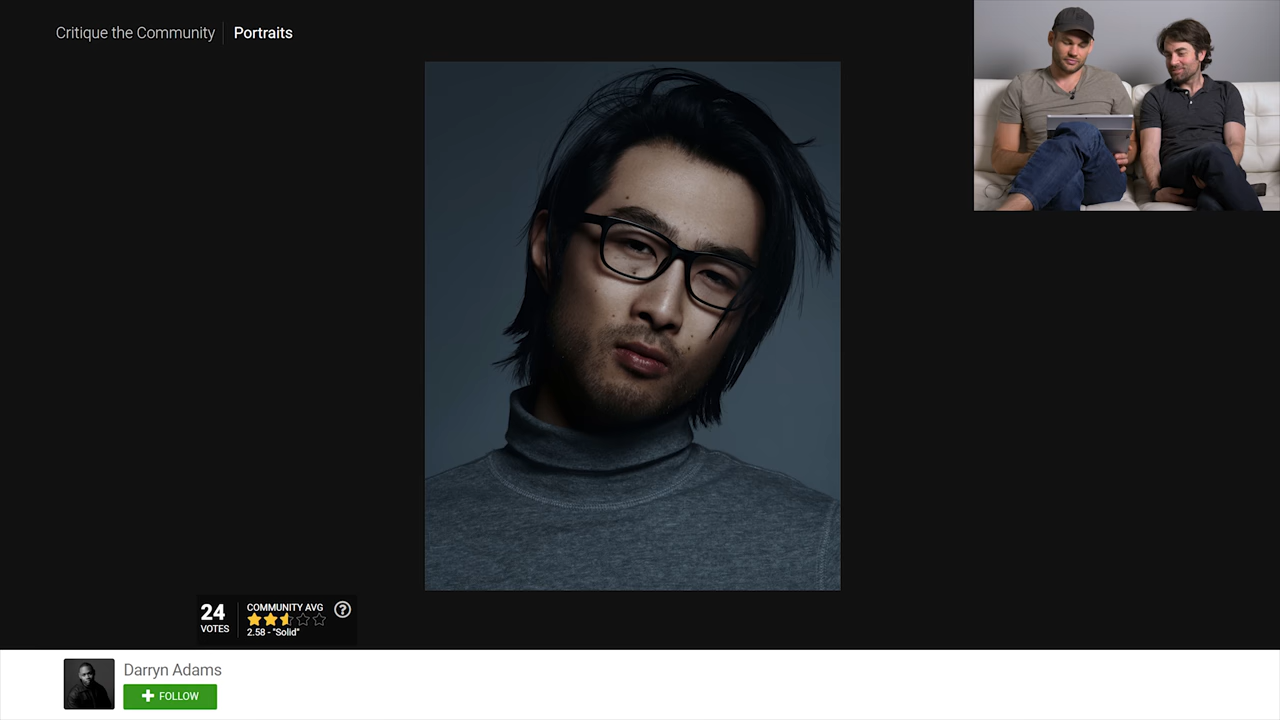 Critique the Community
Portraits
24
VOTES
COMMUNITY AVG
2.58 - "Solid"
?
Darryn Adams
+ FOLLOW